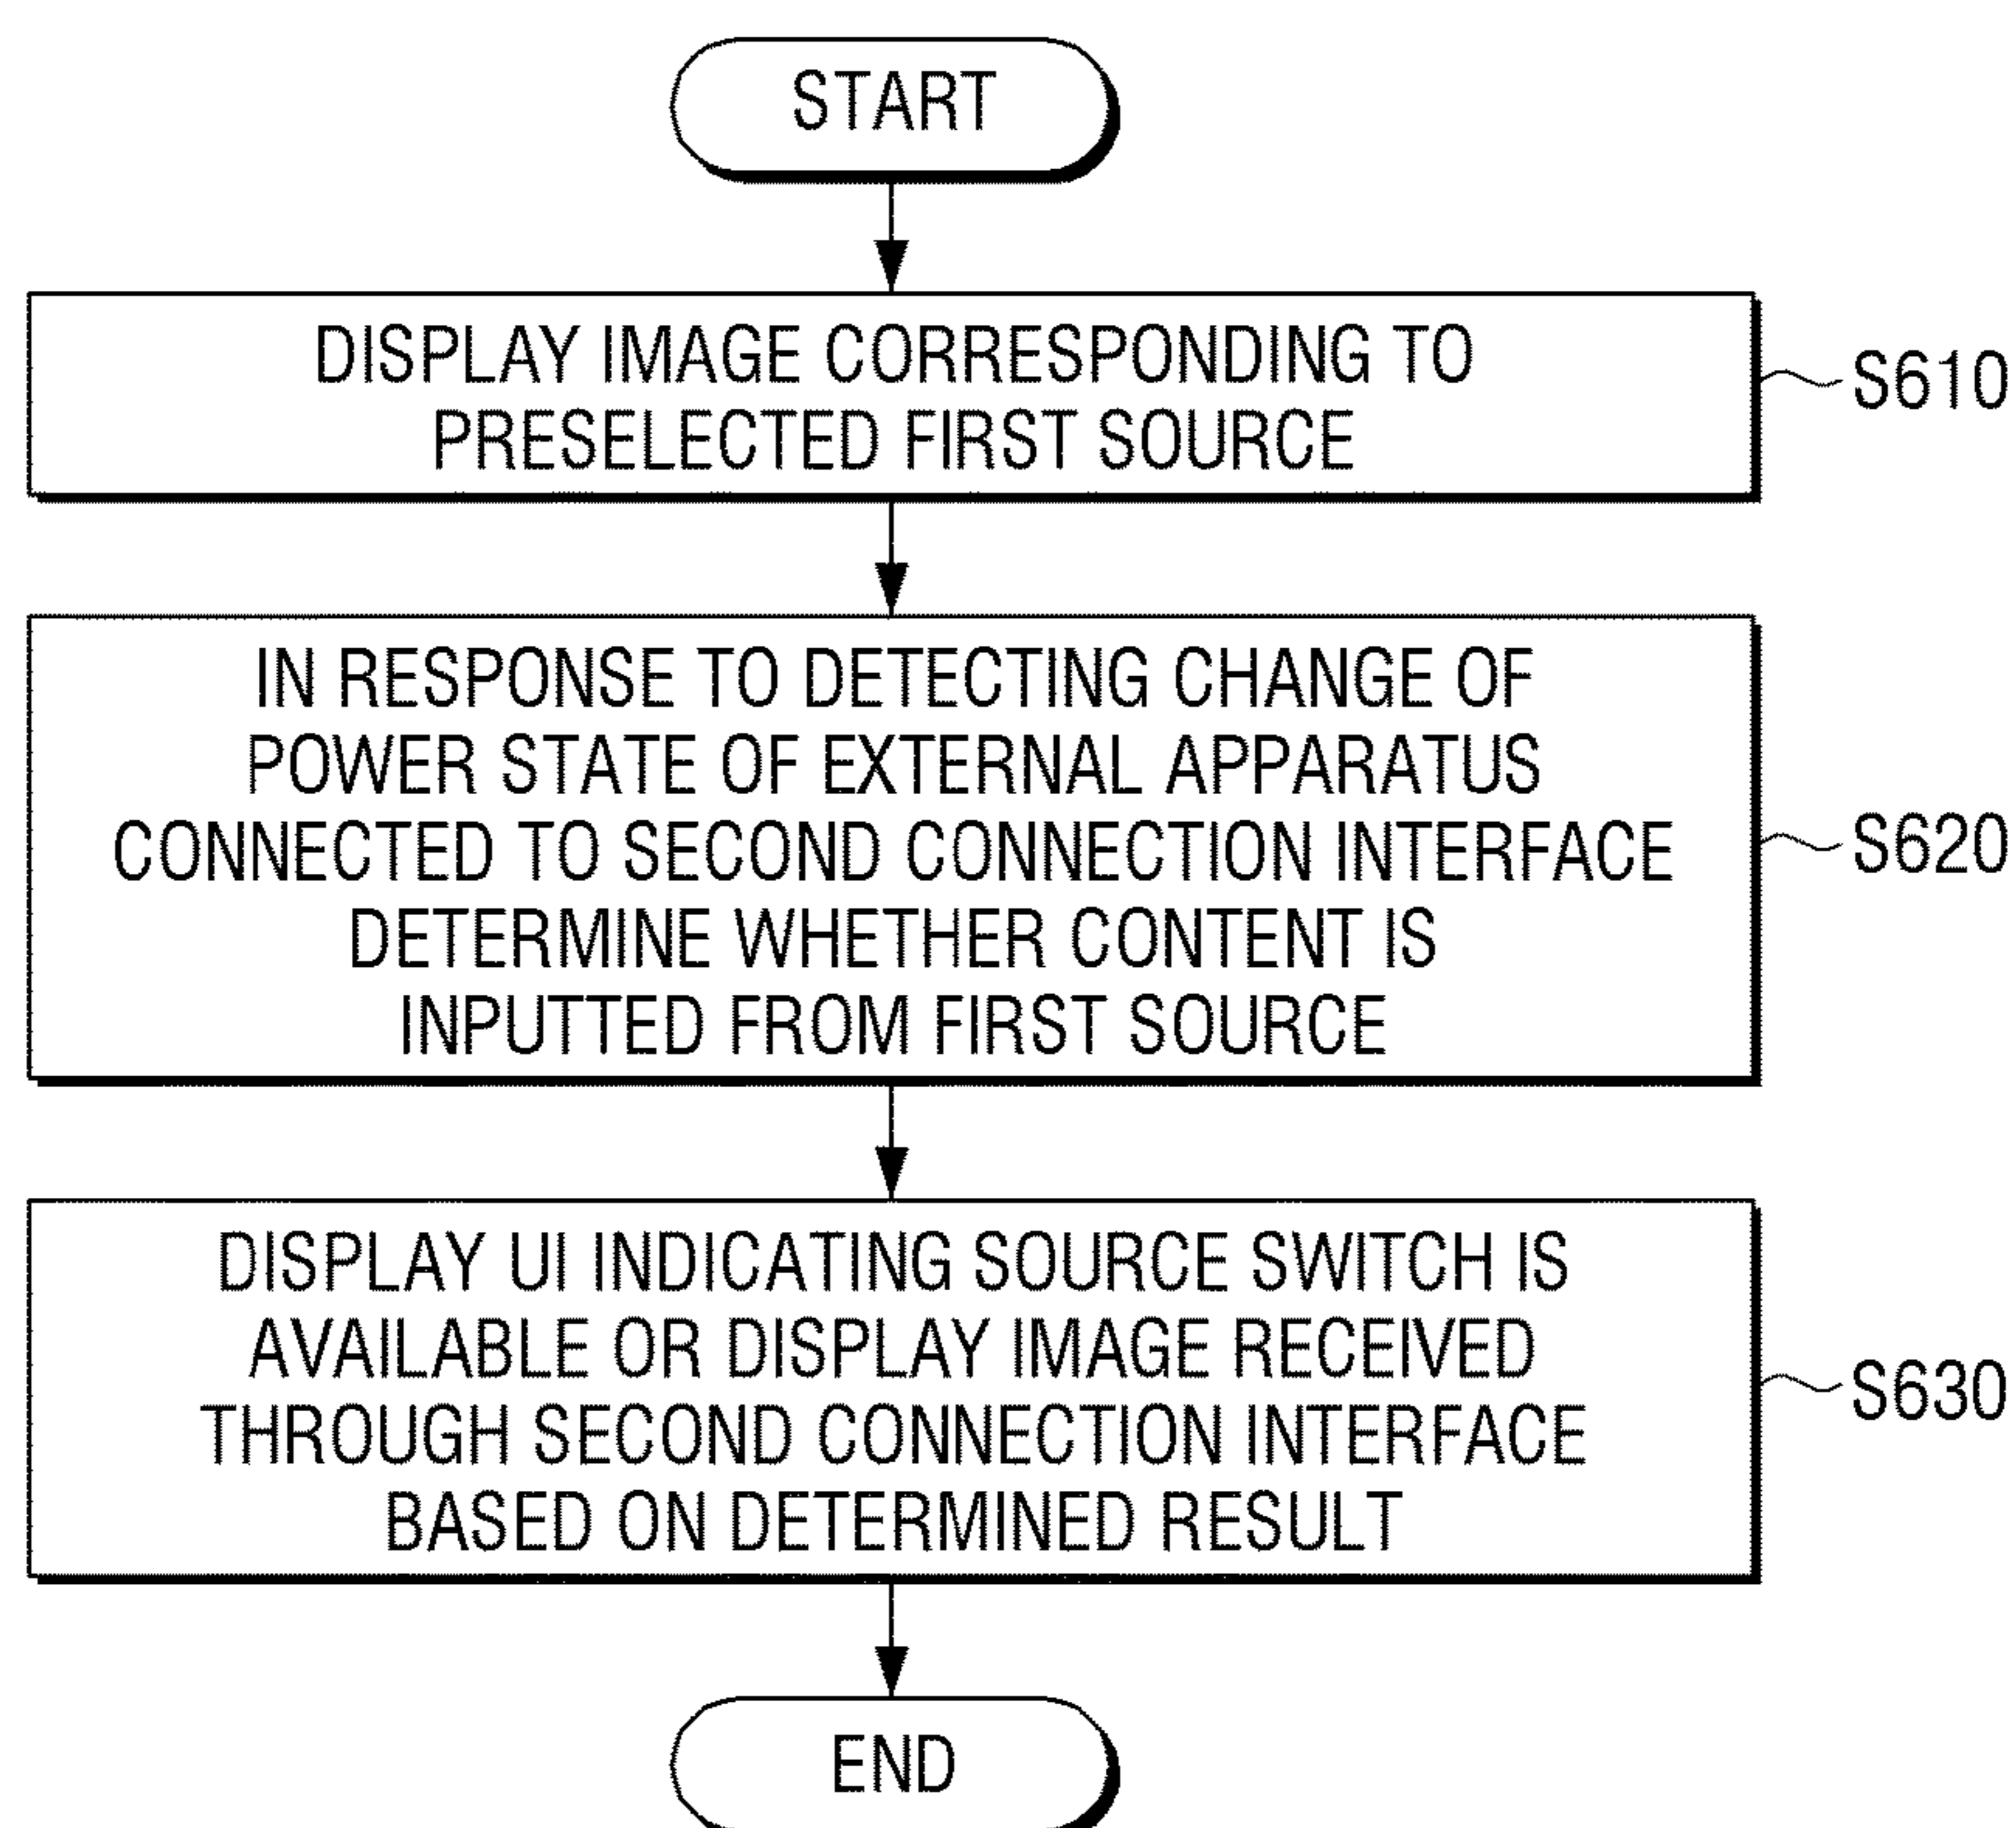 START
DISPLAY IMAGE CORRESPONDING TO
PRESELECTED FIRST SOURCE
S610
IN RESPONSE TO DETECTING CHANGE OF
POWER STATE OF EXTERNAL APPARATUS
CONNECTED TO SECOND CONNECTION INTERFACE
DETERMINE WHETHER CONTENT IS
INPUTTED FROM FIRST SOURCE
S620
DISPLAY UI INDICATING SOURCE SWITCH IS
AVAILABLE OR DISPLAY IMAGE RECEIVED
THROUGH SECOND CONNECTION INTERFACE
BASED ON DETERMINED RESULT
S630
END